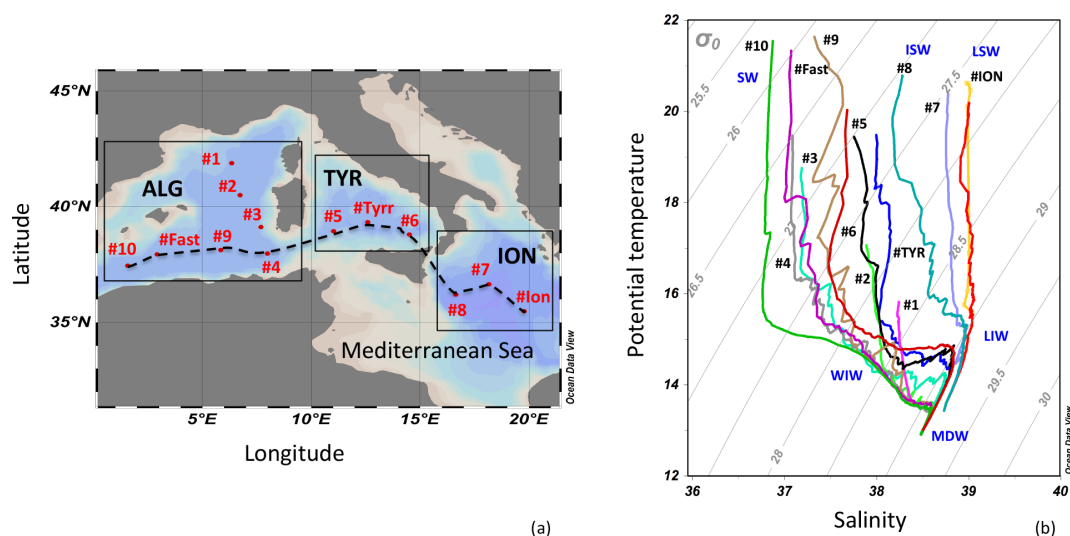 45°N
40°N
35°N
0°E
5°E
10°E
15°E
20°E
Latitude
Longitude
ALG
TYR
ION
#1
#2
#3
#10
#Fast
#9
#4
#5
#Tyrr
#6
#7
#8
#Ion
Mediterranean Sea
Ocean Data View
(a)
22
20
18
16
14
12
36
37
38
39
40
Potential temperature
Salinity
σ0
#10
SW
#Fast
#9
ISW
#8
LSW
#ION
#7
#5
#3
#6
#4
#2
#TYR
#1
LIW
WIW
MDW
25.5
26
26.5
27
27.5
28
28.5
29
29.5
30
Ocean Data View
(b)